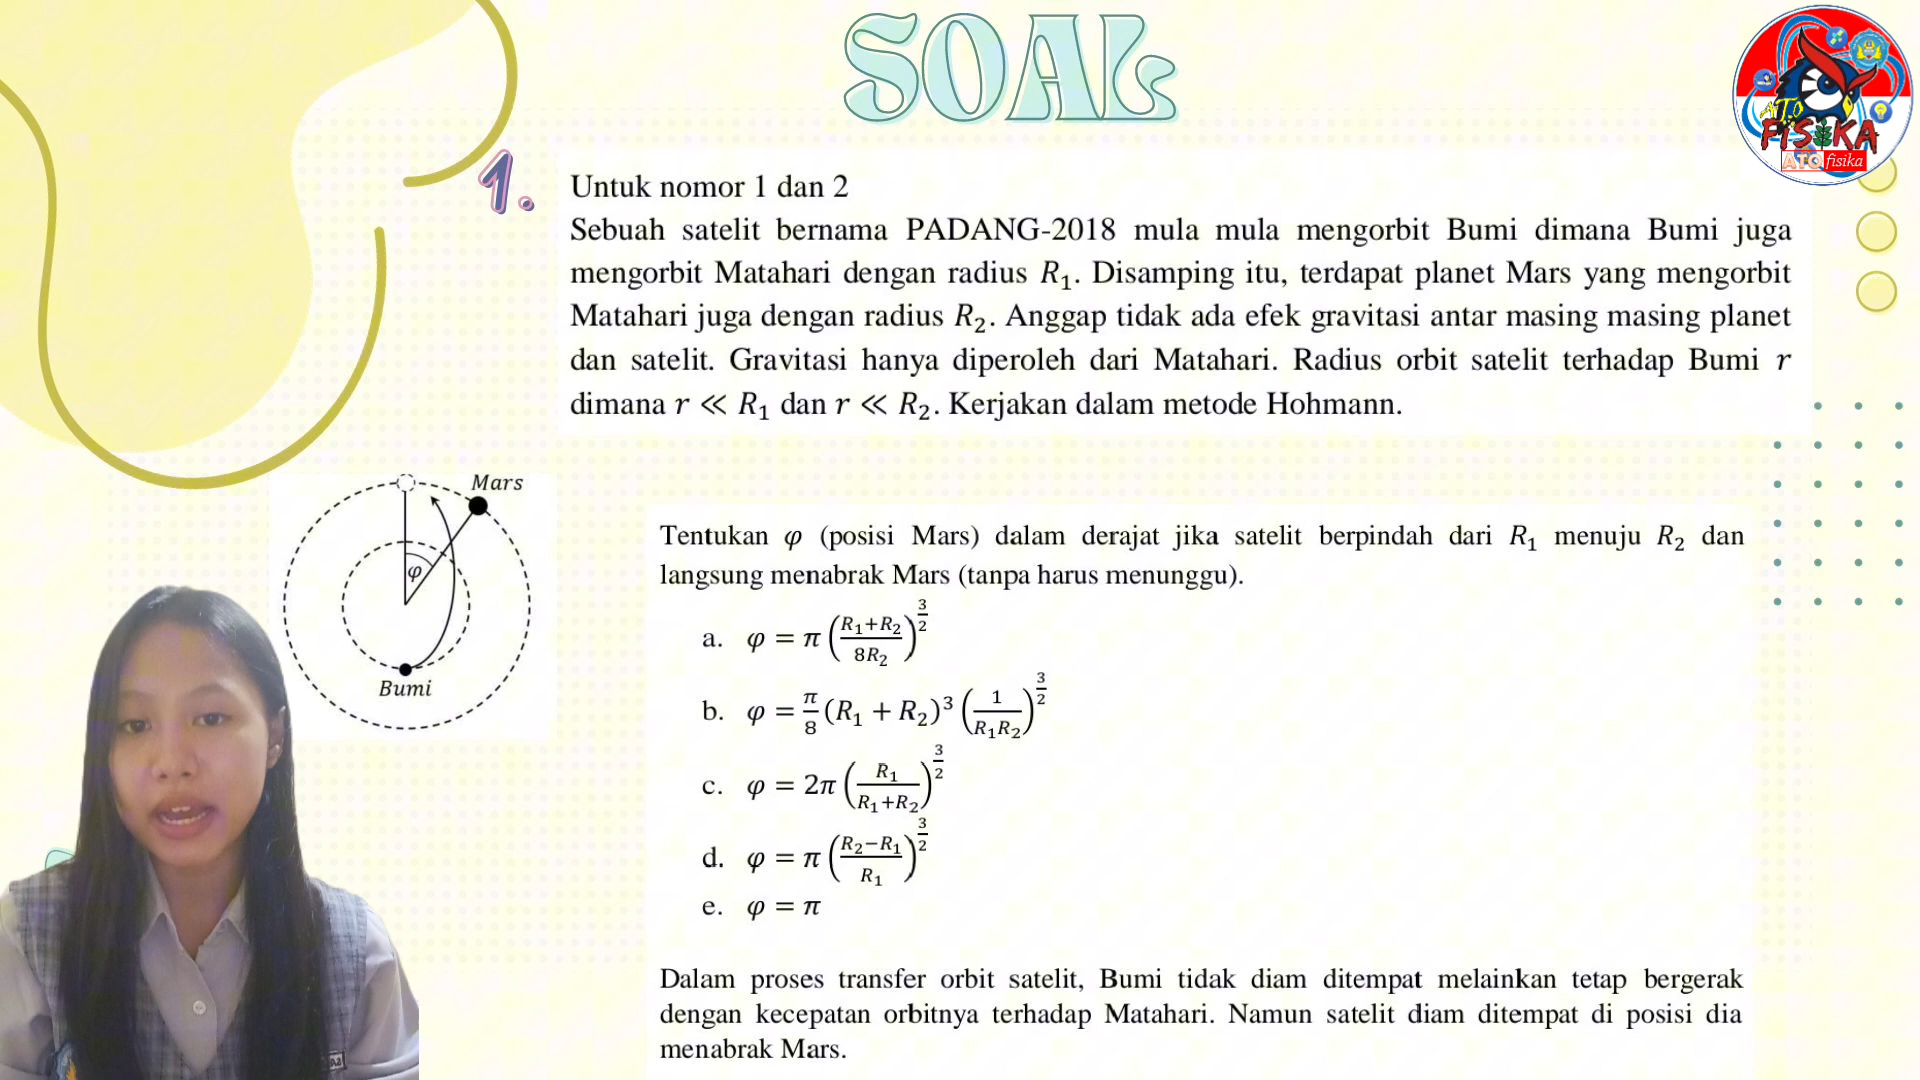 SOAL
ATO
FISIKA
ATO fisika
1.
Untuk nomor 1 dan 2
Sebuah satelit bernama PADANG-2018 mula mula mengorbit Bumi dimana Bumi juga
mengorbit Matahari dengan radius R₁. Disamping itu, terdapat planet Mars yang mengorbit
Matahari juga dengan radius R₂. Anggap tidak ada efek gravitasi antar masing masing planet
dan satelit. Gravitasi hanya diperoleh dari Matahari. Radius orbit satelit terhadap Bumi r
dimana r ≪ R₁ dan r ≪ R₂. Kerjakan dalam metode Hohmann.
Mars
φ
Bumi
Tentukan φ (posisi Mars) dalam derajat jika satelit berpindah dari R₁ menuju R₂ dan
langsung menabrak Mars (tanpa harus menunggu).
a. φ = π ((R₁+R₂)/(8R₂))^(3/2)
b. φ = π/8 (R₁ + R₂)³ (1/(R₁R₂))^(3/2)
c. φ = 2π (R₁/(R₁+R₂))^(3/2)
d. φ = π ((R₂−R₁)/R₁)^(3/2)
e. φ = π
Dalam proses transfer orbit satelit, Bumi tidak diam ditempat melainkan tetap bergerak
dengan kecepatan orbitnya terhadap Matahari. Namun satelit diam ditempat di posisi dia
menabrak Mars.